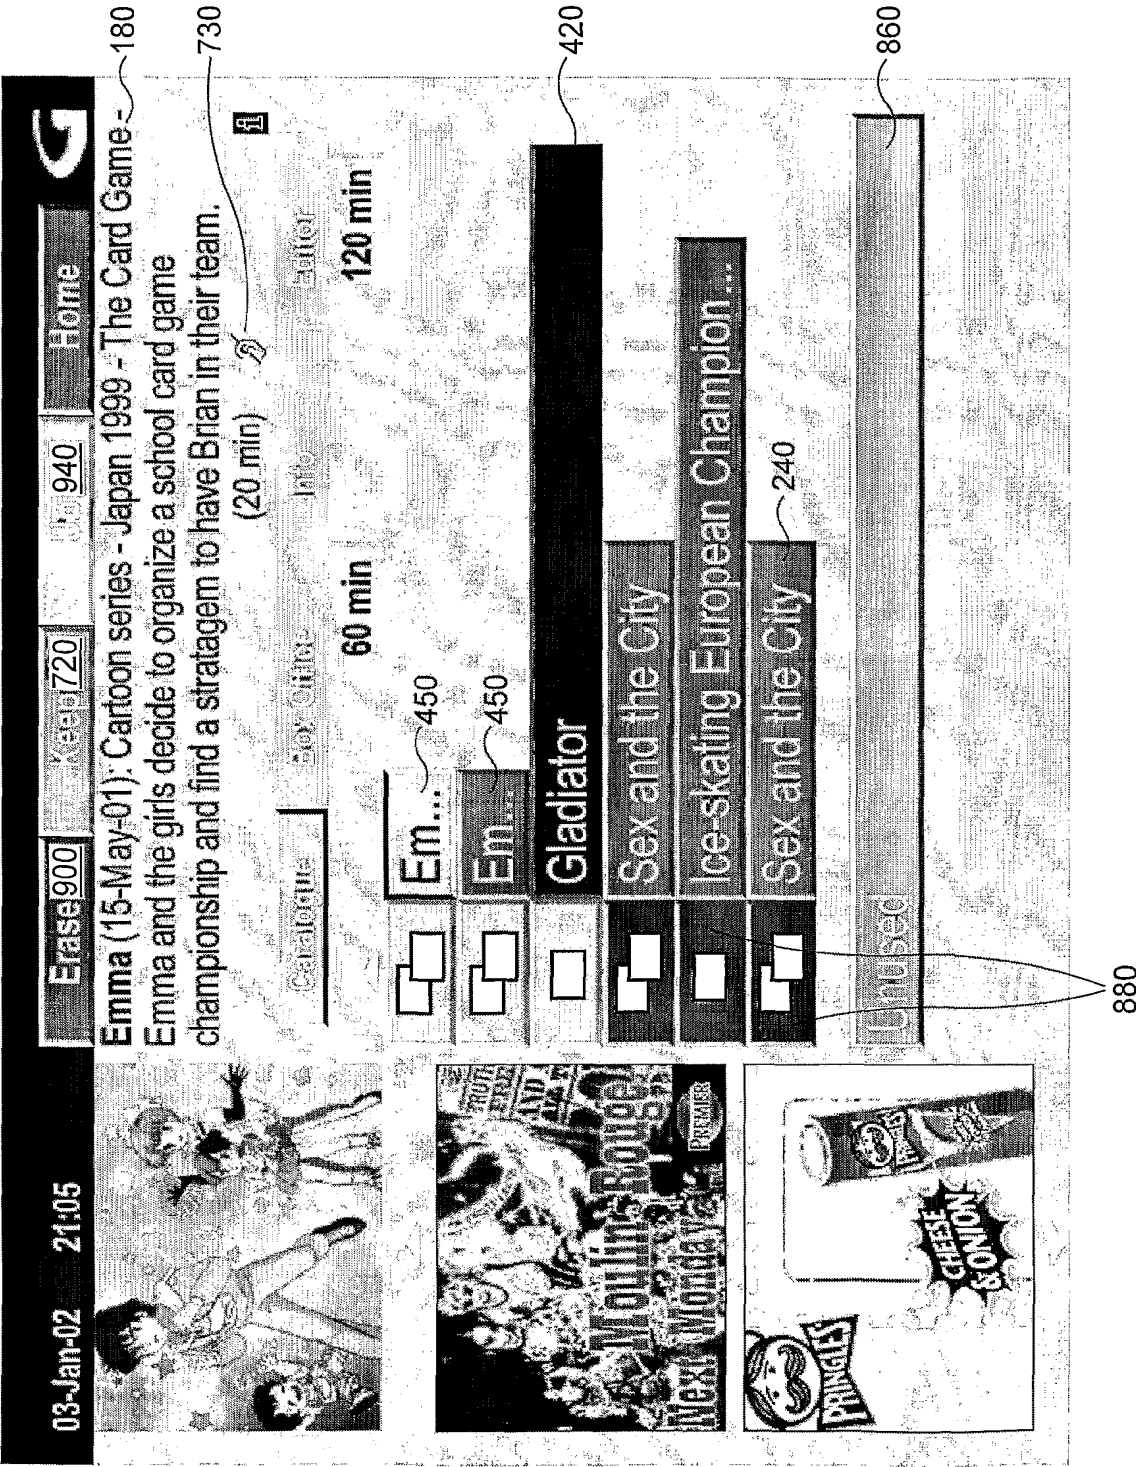 03-Jan-02 21:05
Erase 900
Keep 720
940
Home
Emma (15-May-01): Cartoon series - Japan 1999 - The Card Game -
Emma and the girls decide to organize a school card game
championship and find a stratagem to have Brian in their team.
(20 min)
i
Catalogue
Box Office
Info
Editor
60 min
120 min
Em...
Em...
Gladiator
Sex and the City
Ice-skating European Champion...
Sex and the City
Unused
TRUTH
AND
Moulins Rouge
Next Monday
PREMIER
PRINGLES
CHEESE
& ONION
PRINGLES
180
730
450
450
420
240
860
880